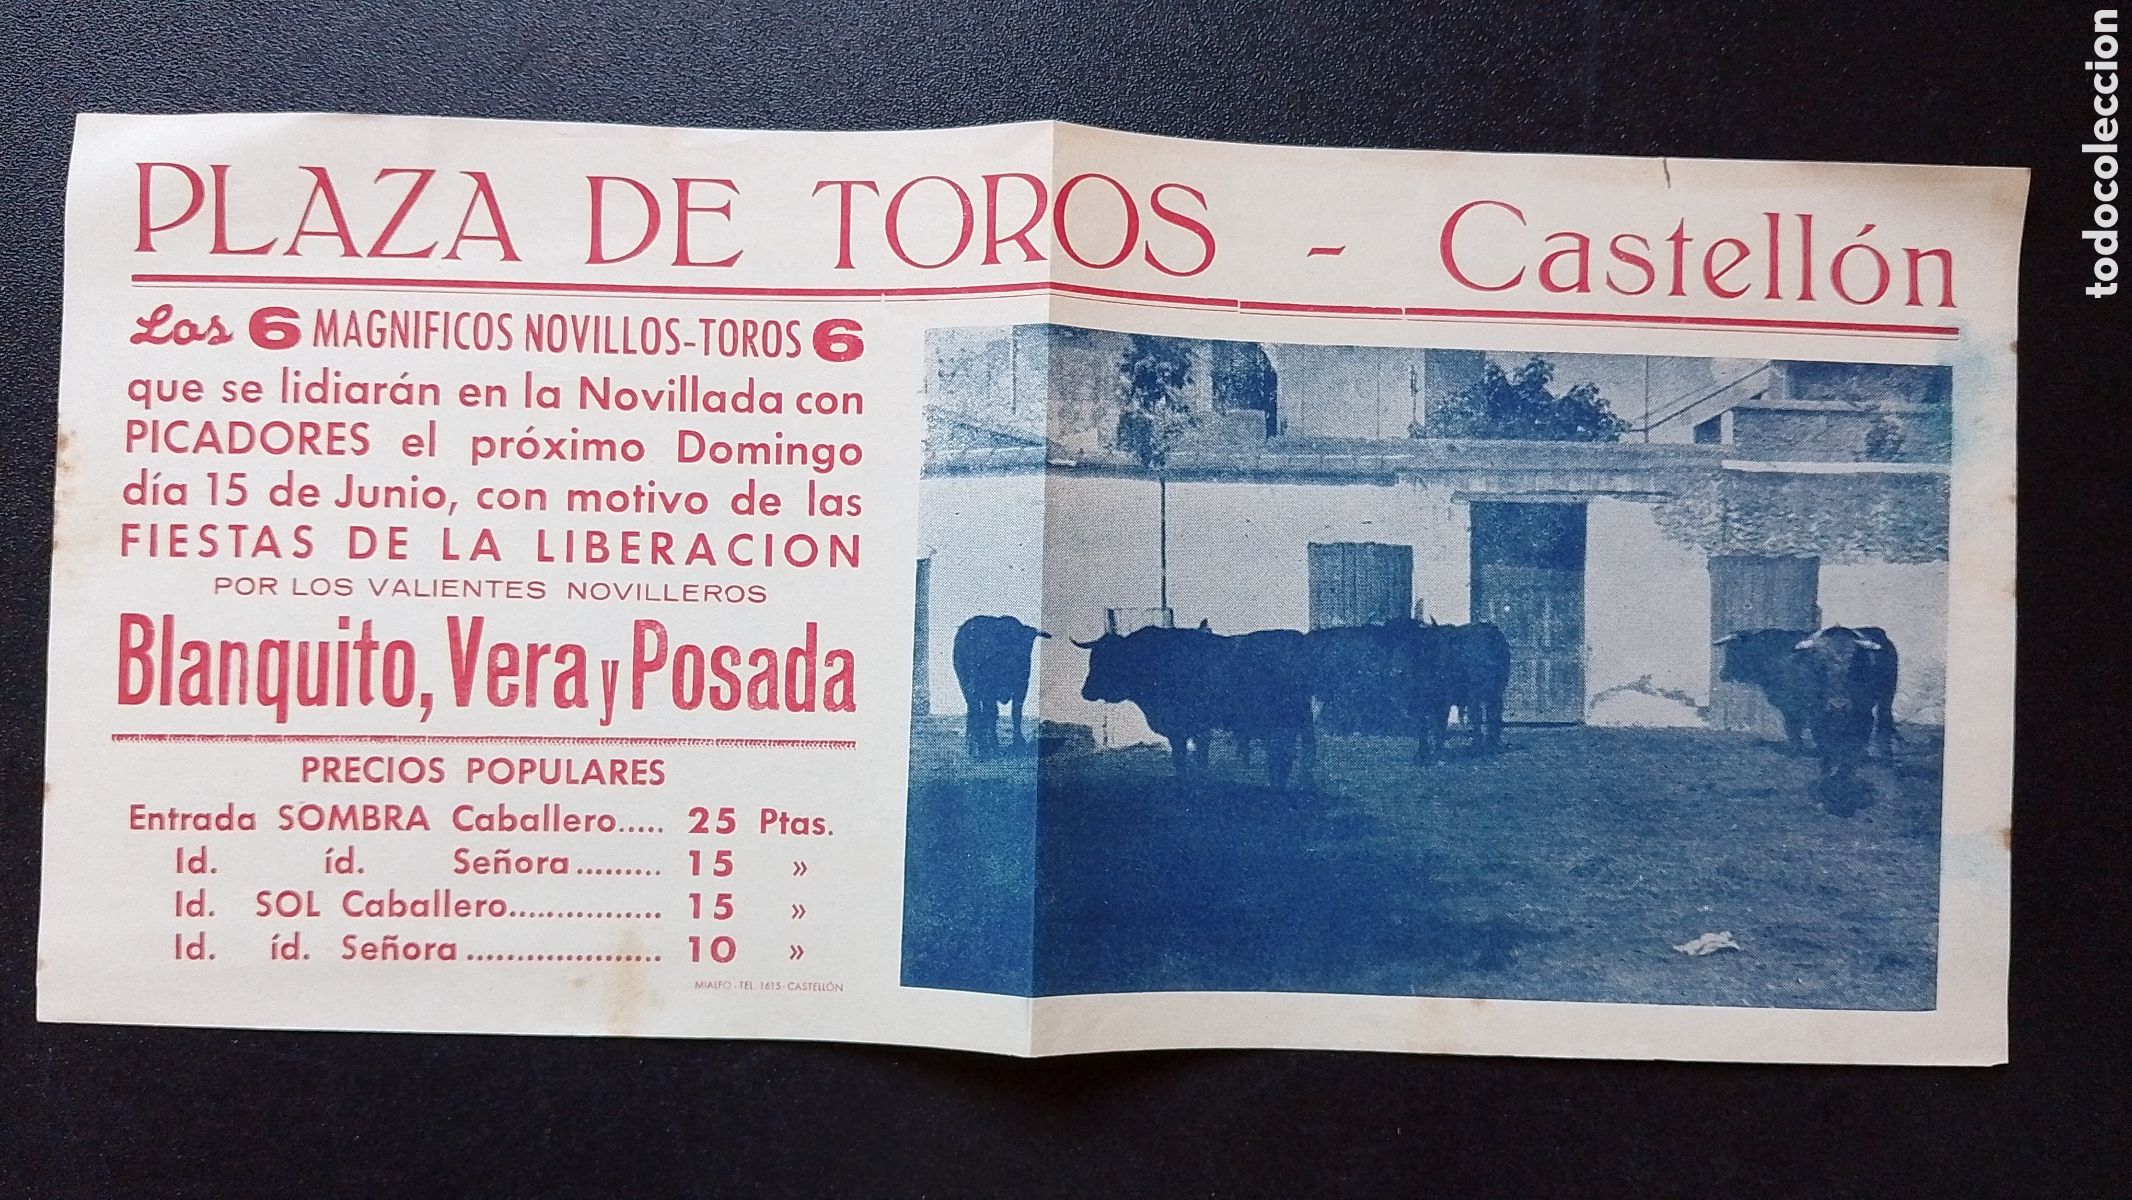 PLAZA DE TOROS - Castellón
Los 6 MAGNIFICOS NOVILLOS-TOROS 6
que se lidiarán en la Novillada con
PICADORES el próximo Domingo
día 15 de Junio, con motivo de las
FIESTAS DE LA LIBERACION
POR LOS VALIENTES NOVILLEROS
Blanquito, Vera y Posada
PRECIOS POPULARES
Entrada SOMBRA Caballero..... 25 Ptas.
Id. íd. Señora......... 15 »
Id. SOL Caballero................ 15 »
Id. íd. Señora.................... 10 »
MIALFO - TEL. 1615 - CASTELLÓN
todocoleccion